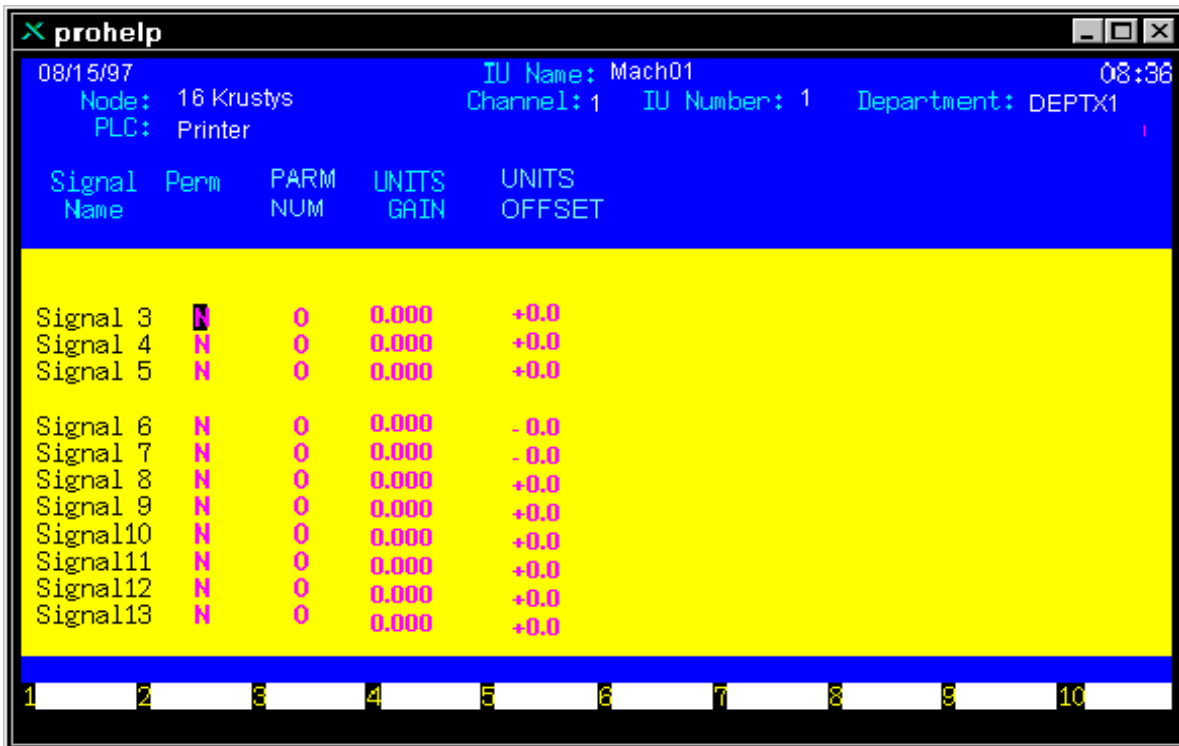 prohelp
08/15/97 IU Name: Mach01 08:36
Node: 16 Krustys Channel: 1 IU Number: 1 Department: DEPTX1
PLC: Printer
Signal Perm PARM UNITS UNITS
Name NUM GAIN OFFSET
Signal 3 N 0 0.000 +0.0
Signal 4 N 0 0.000 +0.0
Signal 5 N 0 0.000 +0.0
Signal 6 N 0 0.000 - 0.0
Signal 7 N 0 0.000 - 0.0
Signal 8 N 0 0.000 +0.0
Signal 9 N 0 0.000 +0.0
Signal10 N 0 0.000 +0.0
Signal11 N 0 0.000 +0.0
Signal12 N 0 0.000 +0.0
Signal13 N 0 0.000 +0.0
1 2 3 4 5 6 7 8 9 10